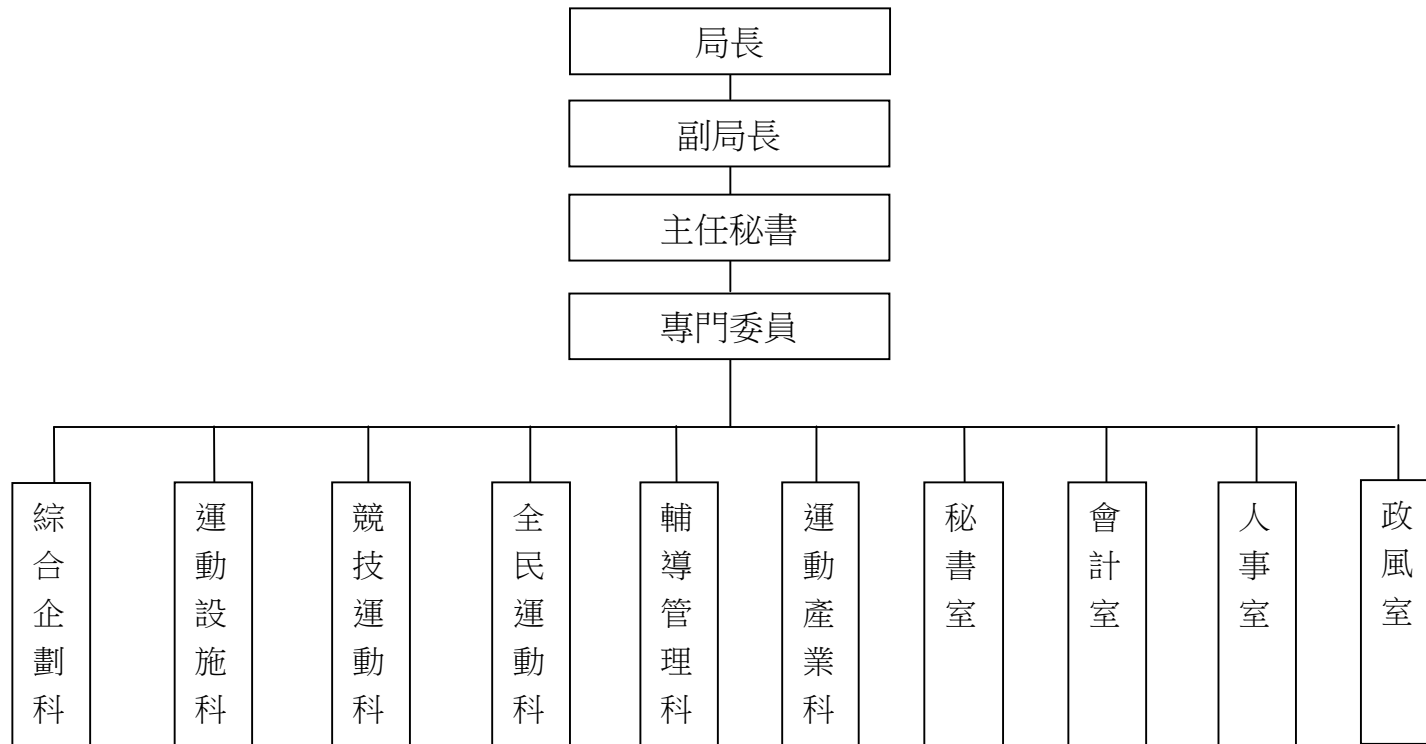 局長
副局長
主任秘書
專門委員
綜合企劃科
運動設施科
競技運動科
全民運動科
輔導管理科
運動產業科
秘書室
會計室
人事室
政風室